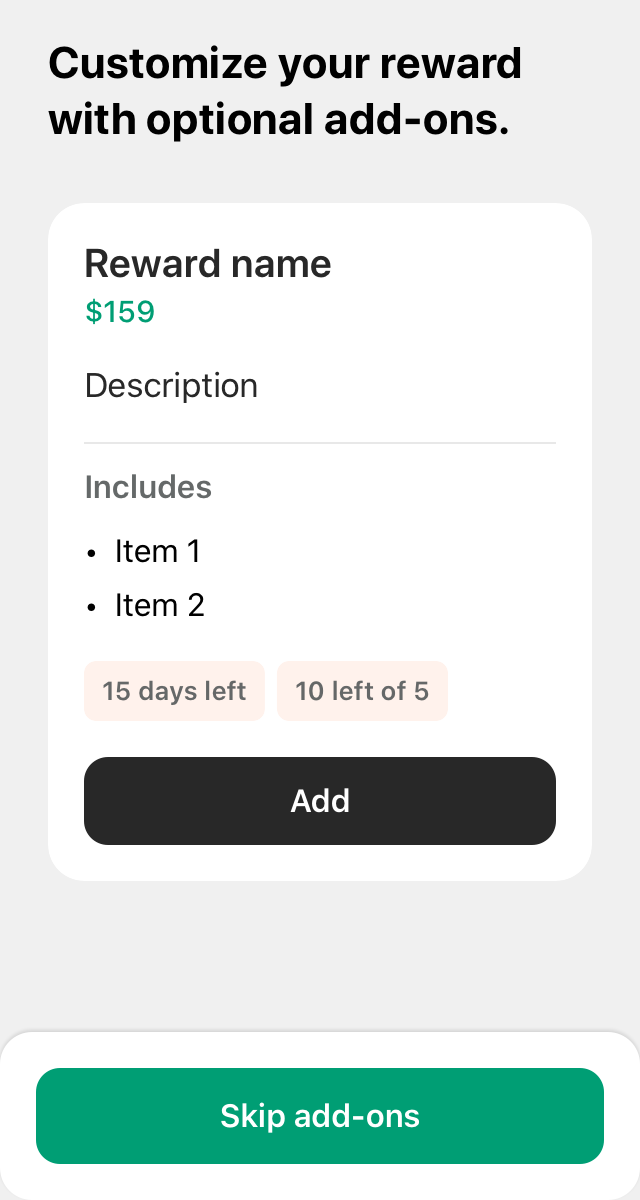 Customize your reward
with optional add-ons.
Reward name
$159
Description
Includes
• Item 1
• Item 2
15 days left
10 left of 5
Add
Skip add-ons